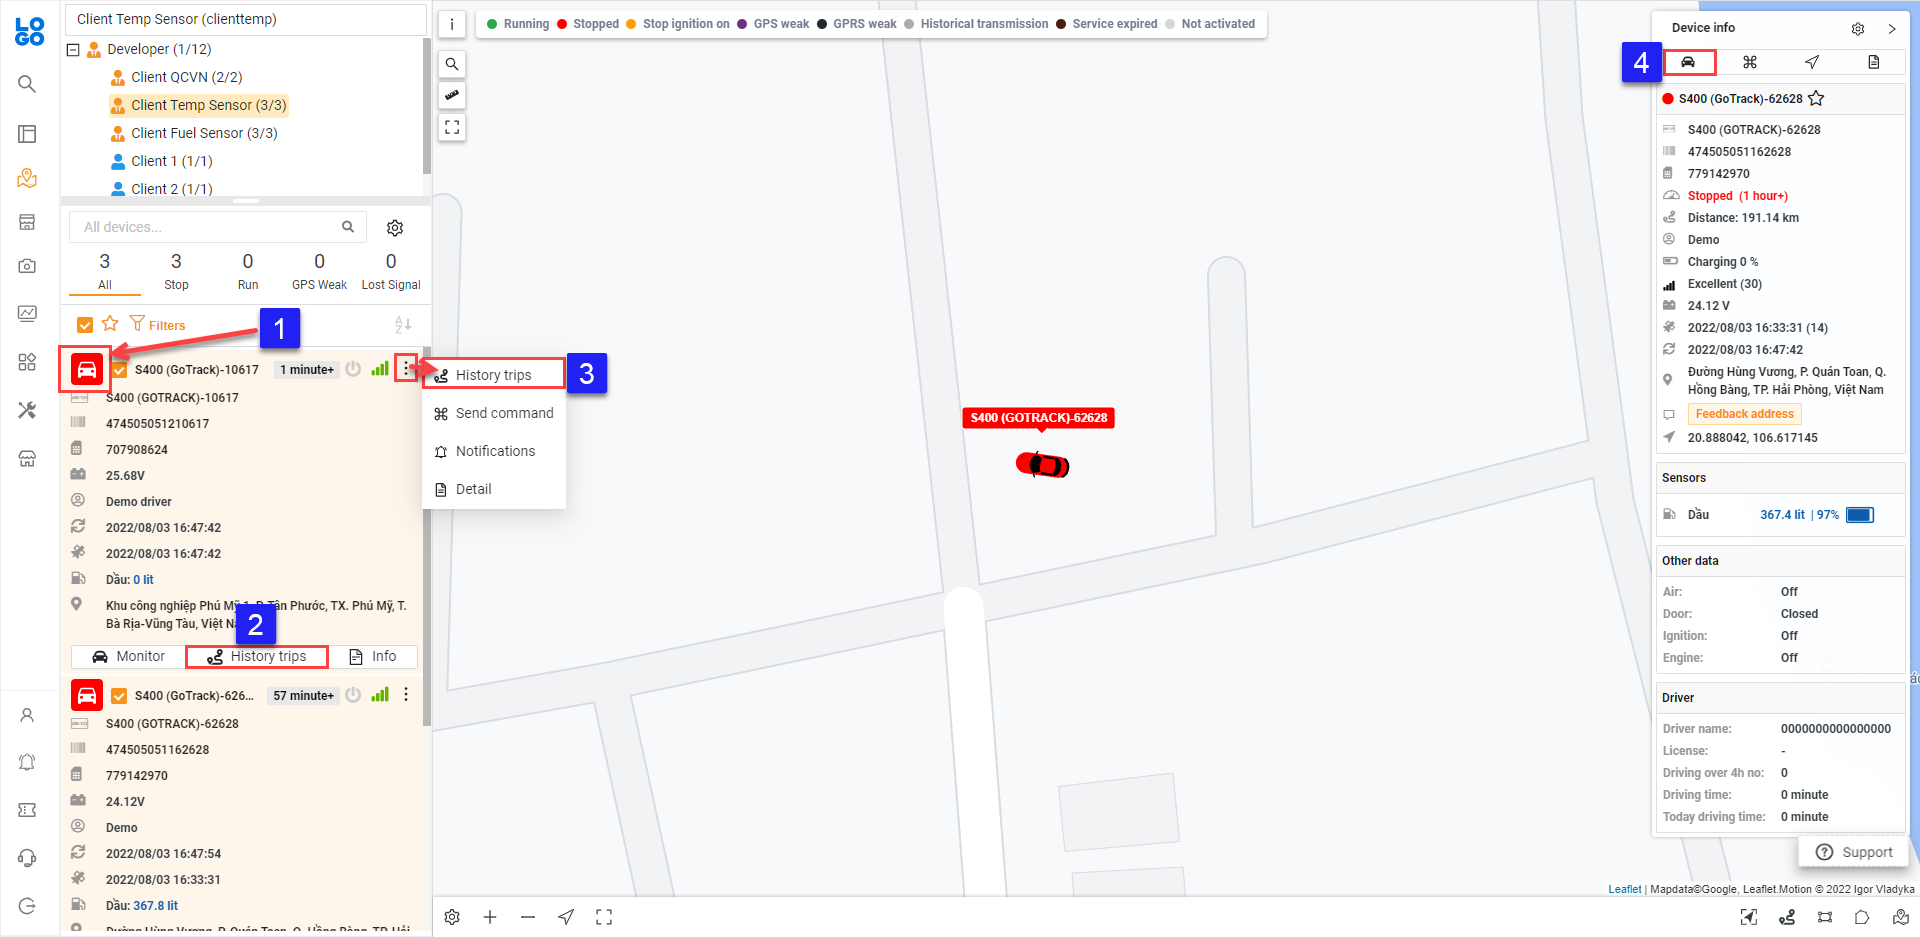 LOGO
Client Temp Sensor (clienttemp)
Developer (1/12)
Client QCVN (2/2)
Client Temp Sensor (3/3)
Client Fuel Sensor (3/3)
Client 1 (1/1)
Client 2 (1/1)
All devices...
3 3 0 0 0
All Stop Run GPS Weak Lost Signal
Filters
1
S400 (GoTrack)-10617 1 minute+
S400 (GOTRACK)-10617
474505051210617
707908624
25.68V
Demo driver
2022/08/03 16:47:42
2022/08/03 16:47:42
Dầu: 0 lit
Khu công nghiệp Phú Mỹ Tân Phước, TX. Phú Mỹ, T.
Bà Rịa-Vũng Tàu, Việt
2
Monitor History trips Info
S400 (GoTrack)-626... 57 minute+
S400 (GOTRACK)-62628
474505051162628
779142970
24.12V
Demo
2022/08/03 16:47:54
2022/08/03 16:33:31
Dầu: 367.8 lit
Đường Hùng Vương, P. Quán Toan, Q. Hồng Bàng, TP. Hải
Running Stopped Stop ignition on GPS weak GPRS weak Historical transmission Service expired Not activated
History trips
3
Send command
Notifications
Detail
S400 (GOTRACK)-62628
Device info
4
S400 (GoTrack)-62628
S400 (GOTRACK)-62628
474505051162628
779142970
Stopped (1 hour+)
Distance: 191.14 km
Demo
Charging 0 %
Excellent (30)
24.12 V
2022/08/03 16:33:31 (14)
2022/08/03 16:47:42
Đường Hùng Vương, P. Quán Toan, Q.
Hồng Bàng, TP. Hải Phòng, Việt Nam
Feedback address
20.888042, 106.617145
Sensors
Dầu 367.4 lit | 97%
Other data
Air: Off
Door: Closed
Ignition: Off
Engine: Off
Driver
Driver name: 0000000000000000
License: -
Driving over 4h no: 0
Driving time: 0 minute
Today driving time: 0 minute
Support
Leaflet | Mapdata©Google, Leaflet.Motion © 2022 Igor Vladyka